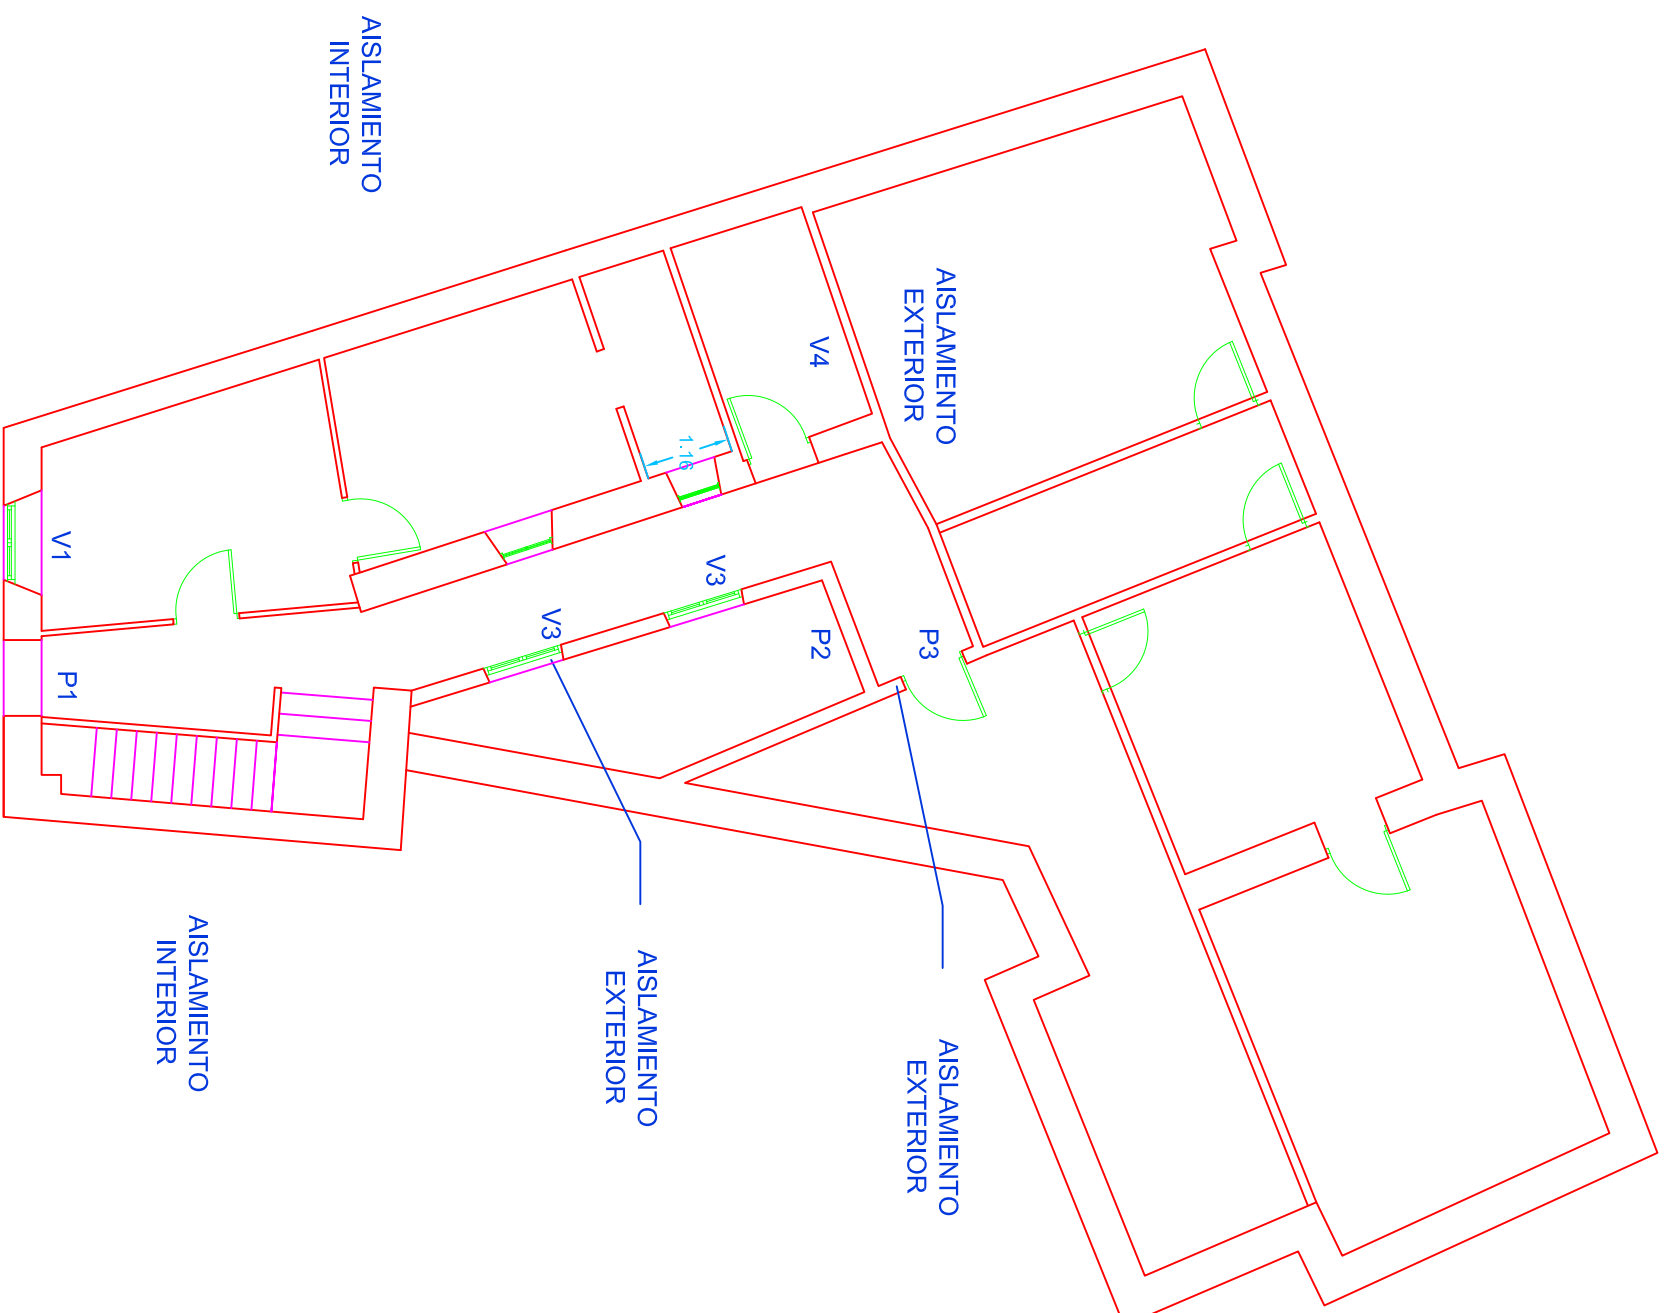 AISLAMIENTO
INTERIOR
AISLAMIENTO
EXTERIOR
V4
1.16
V1
V3
V3
P2
P3
P1
AISLAMIENTO
INTERIOR
AISLAMIENTO
EXTERIOR
AISLAMIENTO
EXTERIOR